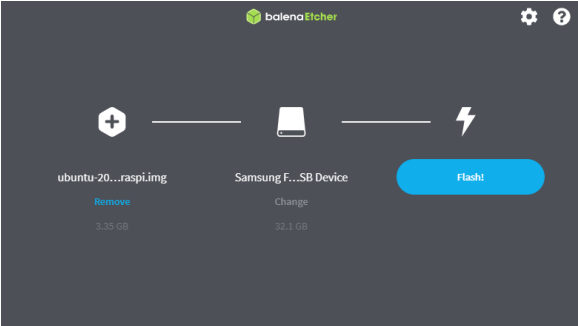 balenaEtcher
ubuntu-20...raspi.img
Samsung F...SB Device
Flash!
Remove
Change
3.35 GB
32.1 GB